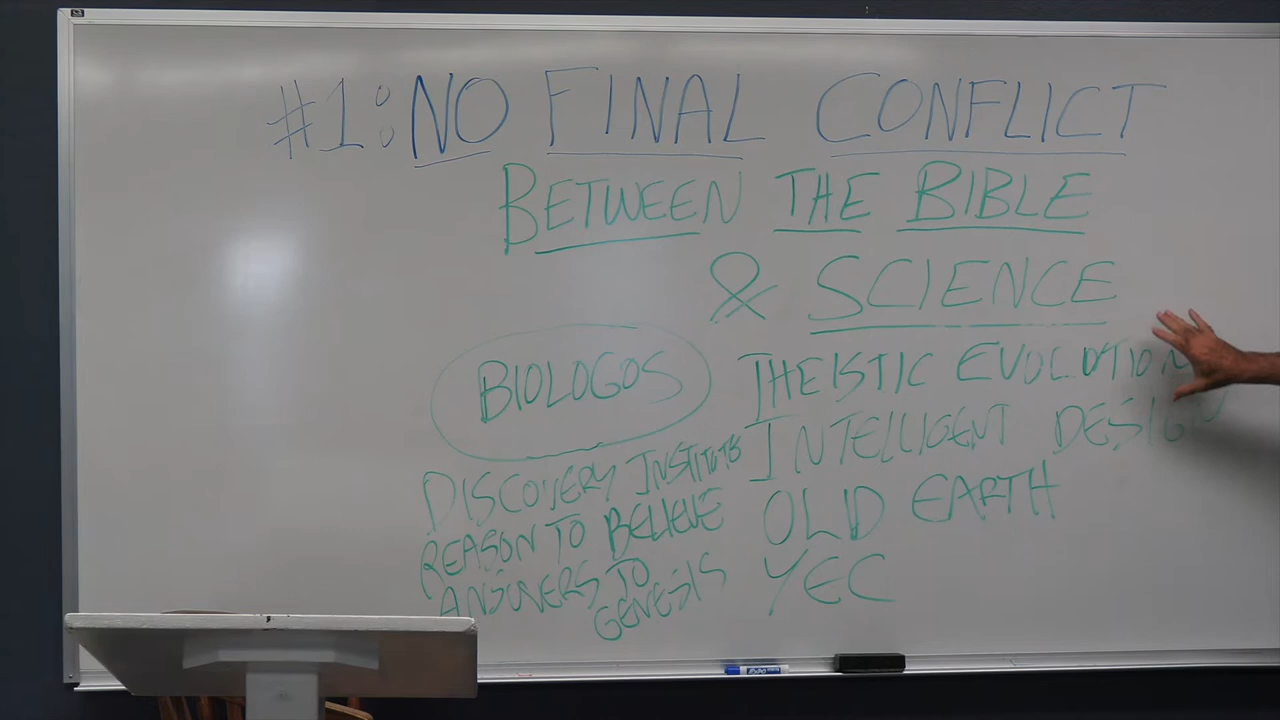 #1: NO FINAL CONFLICT
BETWEEN THE BIBLE
& SCIENCE
BIOLOGOS THEISTIC EVOLUTION
DISCOVERY INSTITUTE INTELLIGENT DESIGN
REASON TO BELIEVE OLD EARTH
ANSWERS TO
GENESIS YEC